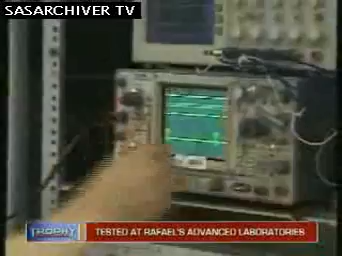 SASARCHIVER TV
TROPHY
TESTED AT RAFAEL'S ADVANCED LABORATORIES